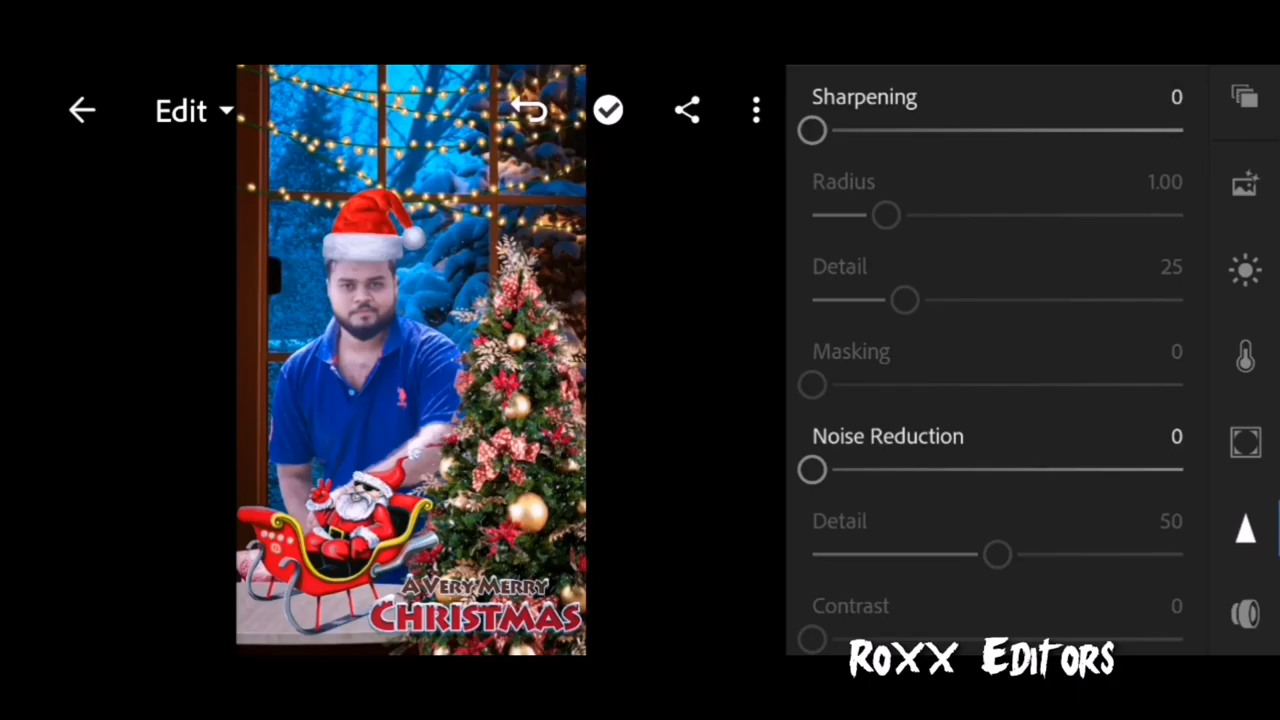 Edit
Sharpening 0
Radius 1.00
Detail 25
Masking 0
Noise Reduction 0
Detail 50
Contrast 0
A VERY MERRY
CHRISTMAS
ROXX EDITORS